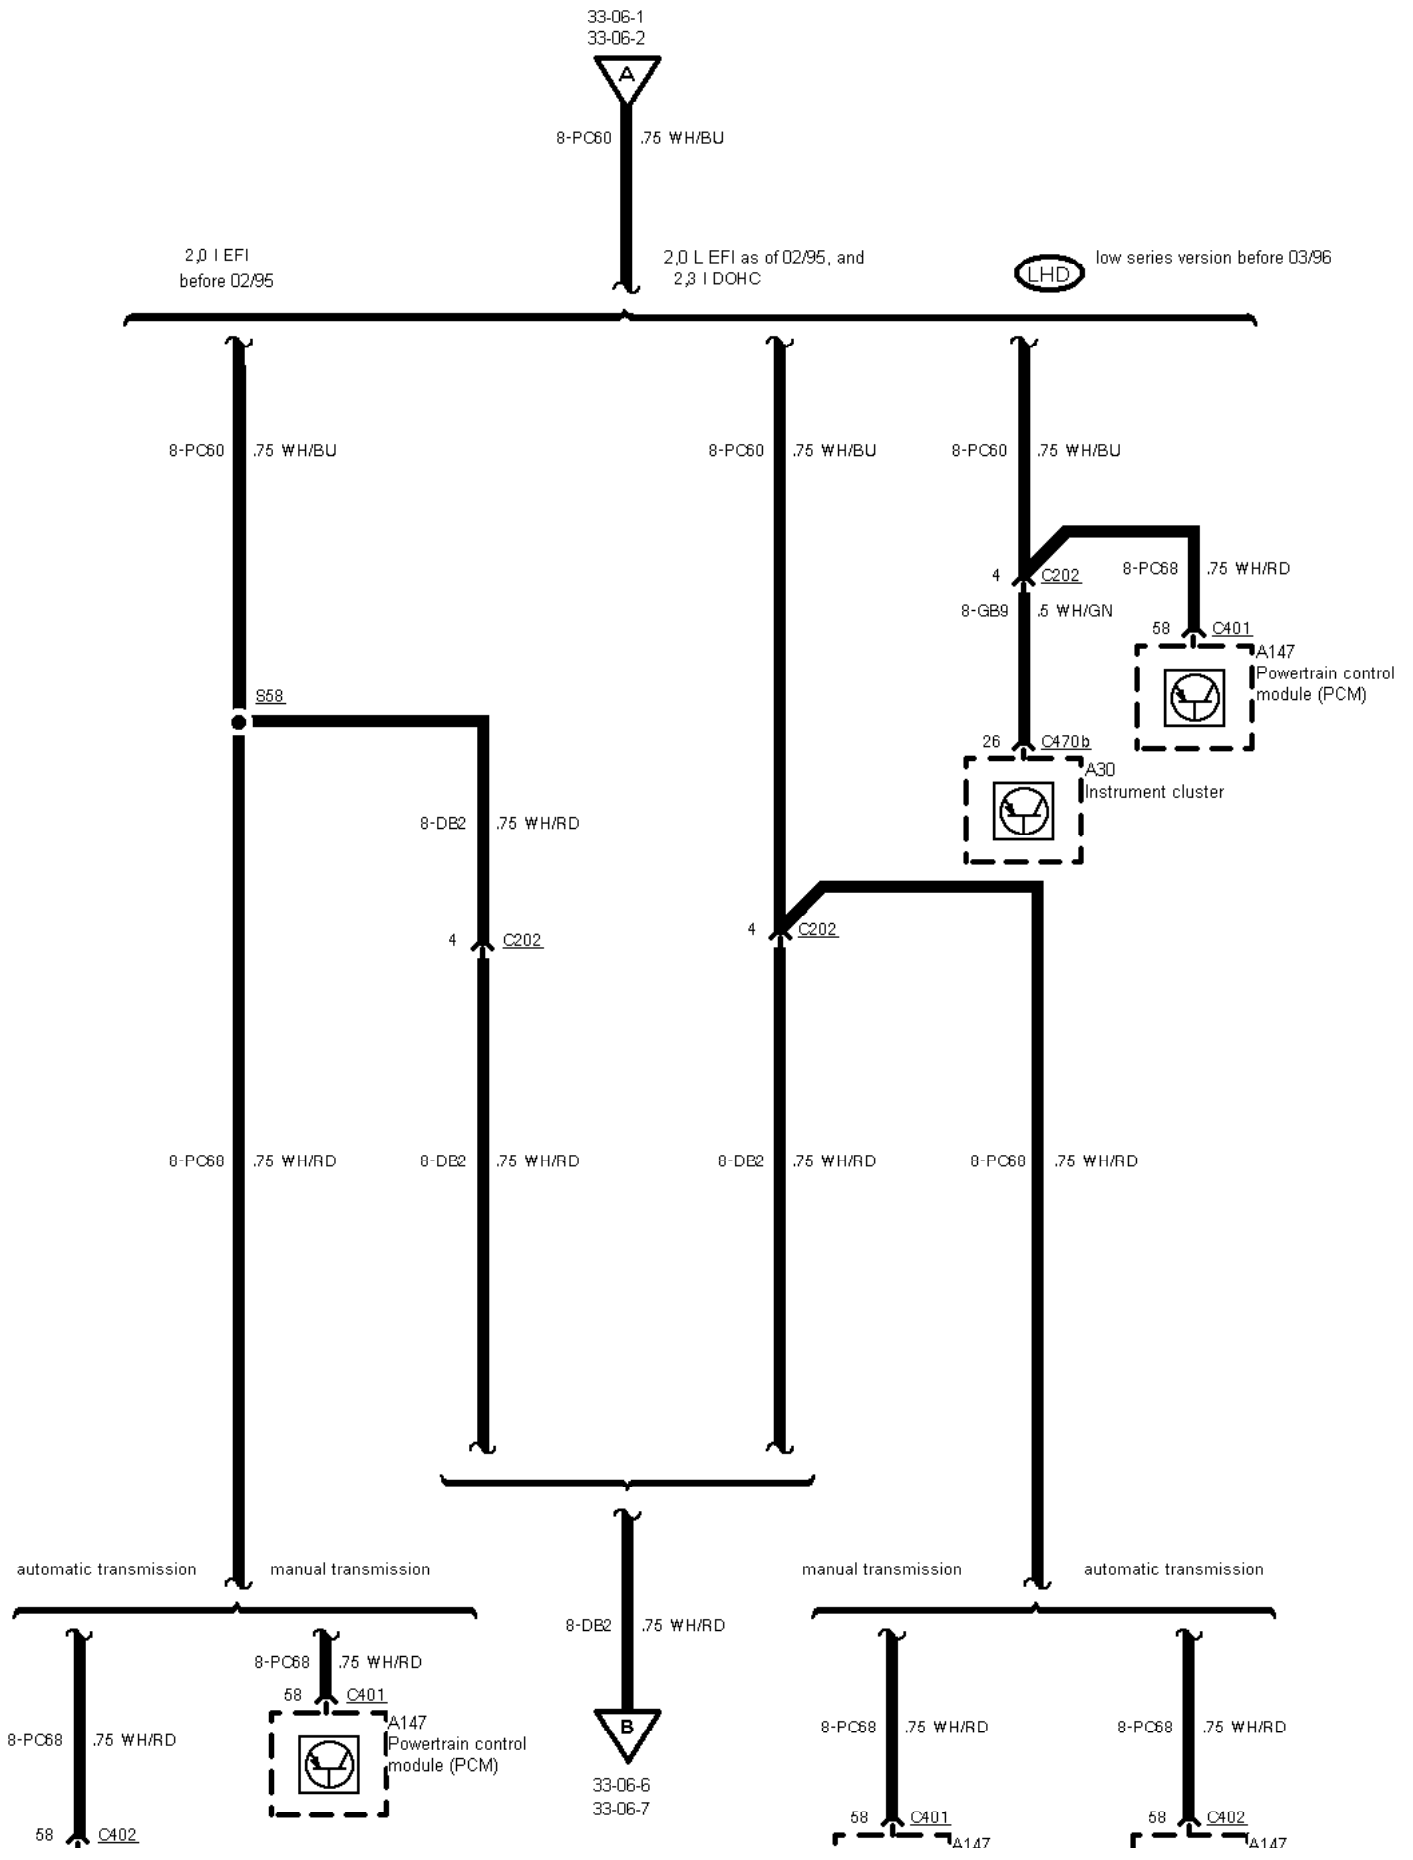 33-06-1
33-06-2
A
8-PC60 .75 WH/BU
2,0 l EFI
before 02/95
2,0 L EFI as of 02/95, and
2,3 l DOHC
LHD
low series version before 03/96
8-PC60 .75 WH/BU
8-PC60 .75 WH/BU
8-PC60 .75 WH/BU
4 C202
8-PC68 .75 WH/RD
8-GB9 .5 WH/GN
58 C401
A147
Powertrain control
module (PCM)
S58
26 C470b
A30
Instrument cluster
8-DB2 .75 WH/RD
4 C202
4 C202
8-PC68 .75 WH/RD
8-DB2 .75 WH/RD
8-DB2 .75 WH/RD
8-PC68 .75 WH/RD
automatic transmission
manual transmission
manual transmission
automatic transmission
8-DB2 .75 WH/RD
8-PC68 .75 WH/RD
58 C401
A147
Powertrain control
module (PCM)
8-PC68 .75 WH/RD
B
8-PC68 .75 WH/RD
8-PC68 .75 WH/RD
33-06-6
33-06-7
58 C402
58 C401
A147
58 C402
A147